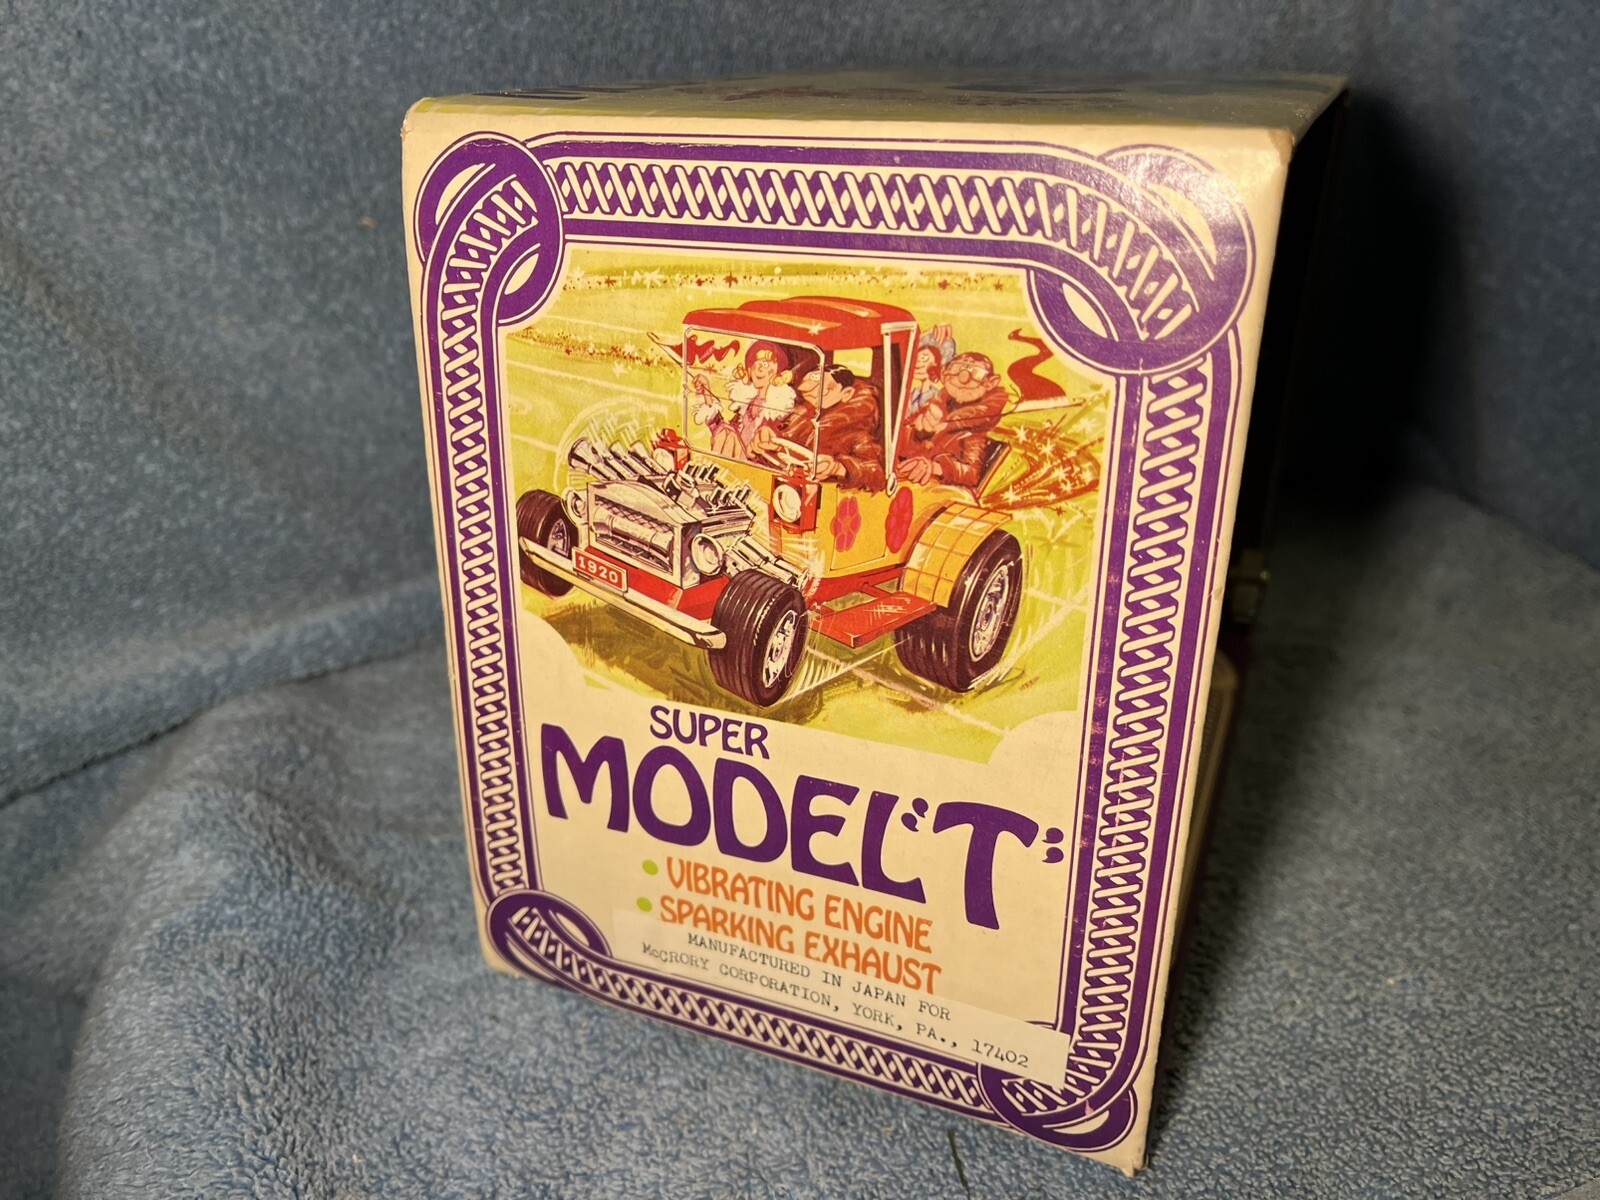 1920
SUPER
MODEL "T"
• VIBRATING ENGINE
• SPARKING EXHAUST
MANUFACTURED IN JAPAN FOR
McCRORY CORPORATION, YORK, PA., 17402